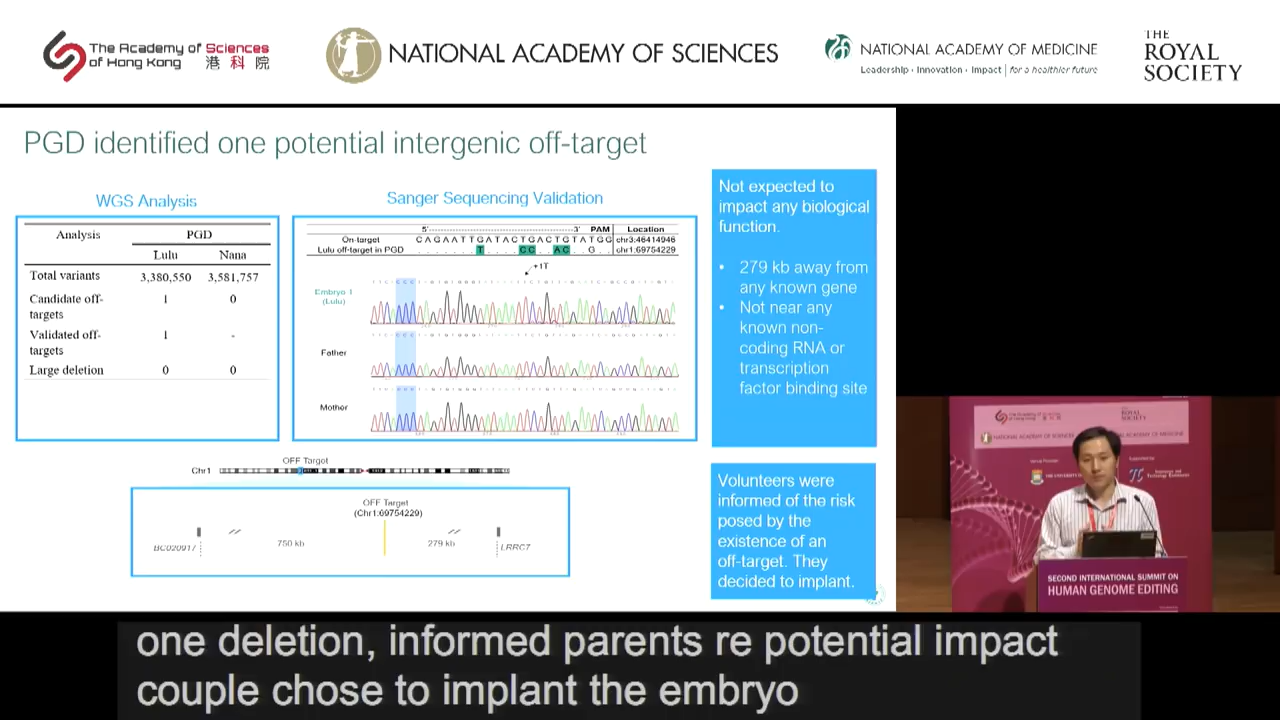 The Academy of Sciences
of Hong Kong 港科院
NATIONAL ACADEMY OF SCIENCES
NATIONAL ACADEMY OF MEDICINE
Leadership · Innovation · Impact | for a healthier future
THE
ROYAL
SOCIETY
PGD identified one potential intergenic off-target
WGS Analysis
Analysis PGD
Lulu Nana
Total variants 3,380,550 3,581,757
Candidate off-
targets 1 0
Validated off-
targets 1 -
Large deletion 0 0
Sanger Sequencing Validation
5' 3' PAM Location
On-target CAGAATTGATACTGACTGTATGG chr3:46414946
Lulu off-target in PGD T CC AC G chr1:69754229
+1T
Embryo 1
(Lulu)
Father
Mother
Not expected to
impact any biological
function.
• 279 kb away from
any known gene
• Not near any
known non-
coding RNA or
transcription
factor binding site
OFF Target
Chr1
OFF Target
(Chr1:69754229)
BC020917 750 kb 279 kb LRRC7
Volunteers were
informed of the risk
posed by the
existence of an
off-target. They
decided to implant.
SECOND INTERNATIONAL SUMMIT ON
HUMAN GENOME EDITING
one deletion, informed parents re potential impact
couple chose to implant the embryo